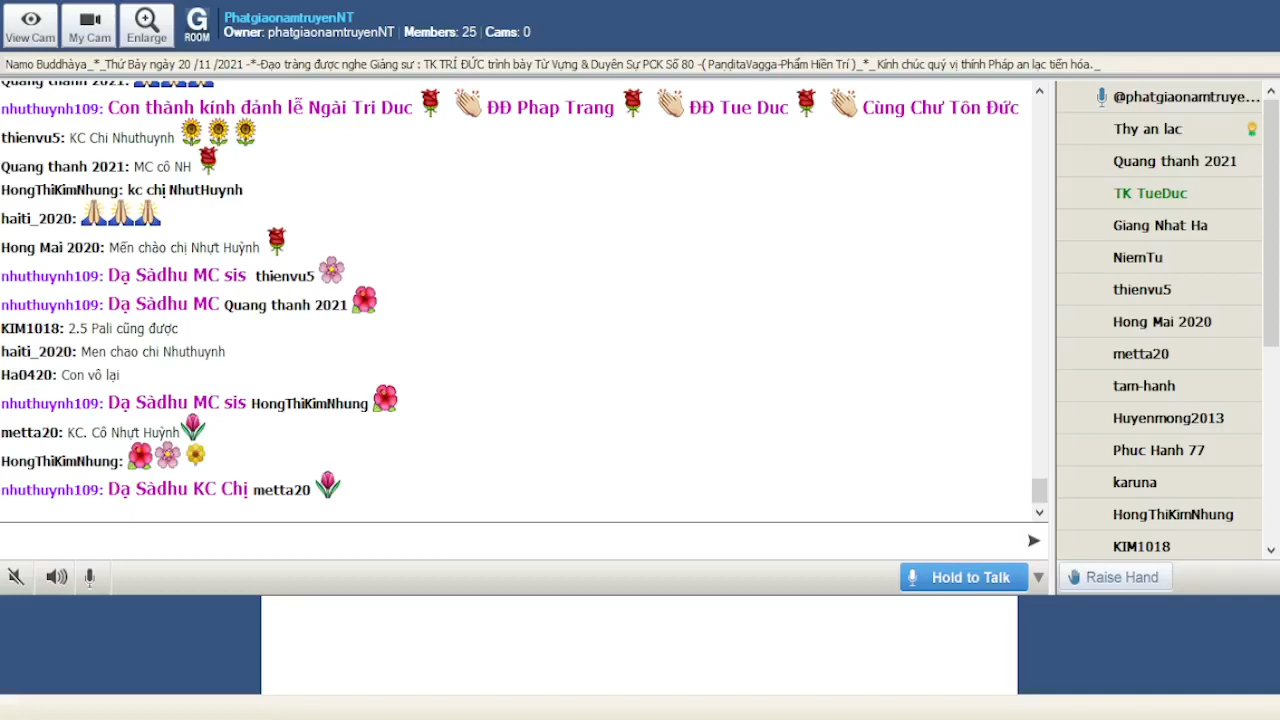 View Cam
My Cam
Enlarge
G
ROOM
PhatgiaonamtruyenNT
Owner: phatgiaonamtruyenNT | Members: 25 | Cams: 0
Namo Buddhàya_*_Thứ Bảy ngày 20 /11 /2021 -*-Đạo tràng được nghe Giảng sư : TK TRÍ ĐỨC trình bày Từ Vựng & Duyên Sự PCK Số 80 -( PaṇḍitaVagga-Phẩm Hiền Trí )_*_ Kính chúc quý vị thính Pháp an lạc tiến hóa._
Quang thanh 2021:
nhuthuynh109: Con thành kính đảnh lễ Ngài Tri Duc ĐĐ Phap Trang ĐĐ Tue Duc Cùng Chư Tôn Đức
thienvu5: KC Chi Nhuthuynh
Quang thanh 2021: MC cô NH
HongThiKimNhung: kc chị NhutHuynh
haiti_2020:
Hong Mai 2020: Mến chào chị Nhựt Huỳnh
nhuthuynh109: Dạ Sàdhu MC sis thienvu5
nhuthuynh109: Dạ Sàdhu MC Quang thanh 2021
KIM1018: 2.5 Pali cũng được
haiti_2020: Men chao chi Nhuthuynh
Ha0420: Con vô lại
nhuthuynh109: Dạ Sàdhu MC sis HongThiKimNhung
metta20: KC. Cô Nhựt Huỳnh
HongThiKimNhung:
nhuthuynh109: Dạ Sàdhu KC Chị metta20
Hold to Talk
@phatgiaonamtruye...
Thy an lac
Quang thanh 2021
TK TueDuc
Giang Nhat Ha
NiemTu
thienvu5
Hong Mai 2020
metta20
tam-hanh
Huyenmong2013
Phuc Hanh 77
karuna
HongThiKimNhung
KIM1018
Raise Hand